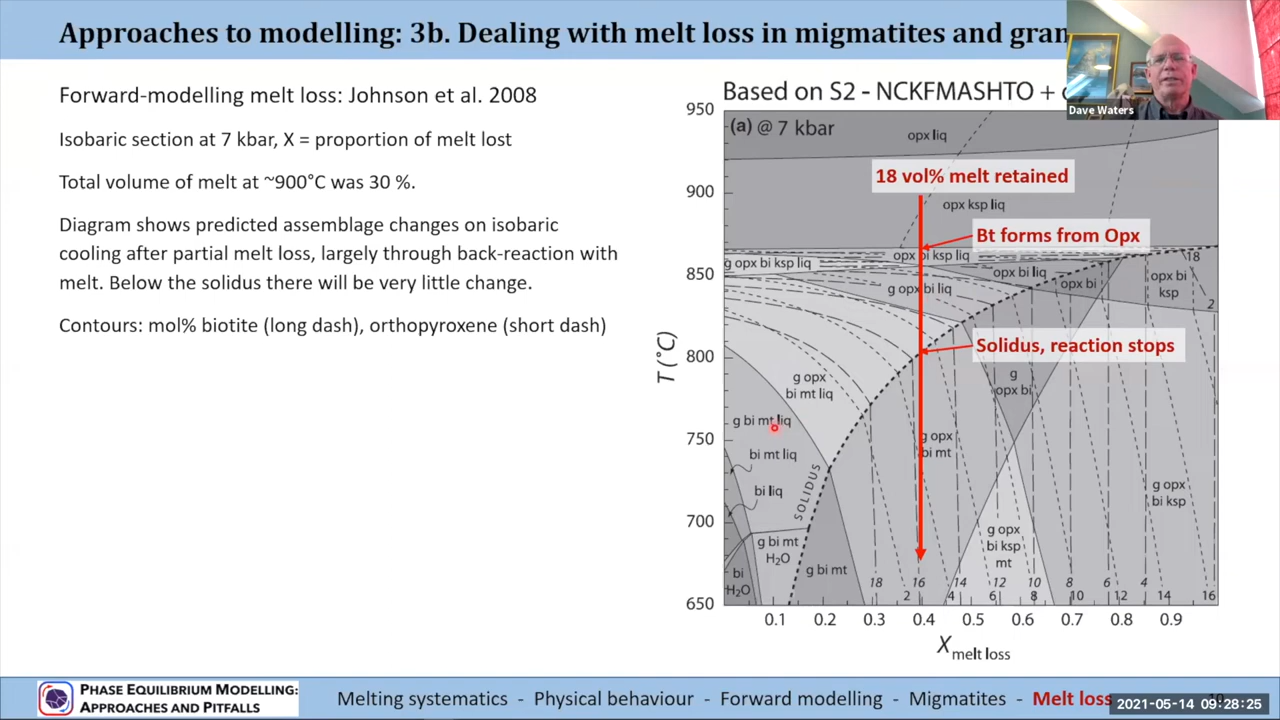 Approaches to modelling: 3b. Dealing with melt loss in migmatites and gran
Dave Waters
Forward-modelling melt loss: Johnson et al. 2008
Isobaric section at 7 kbar, X = proportion of melt lost
Total volume of melt at ~900°C was 30 %.
Diagram shows predicted assemblage changes on isobaric
cooling after partial melt loss, largely through back-reaction with
melt. Below the solidus there will be very little change.
Contours: mol% biotite (long dash), orthopyroxene (short dash)
Based on S2 - NCKFMASHTO +
(a) @ 7 kbar
opx liq
18 vol% melt retained
opx ksp liq
Bt forms from Opx
g opx bi ksp liq
opx bi ksp liq
opx bi liq
g opx bi liq
opx bi
opx bi
ksp
18
2
Solidus, reaction stops
g opx
bi mt liq
g
opx bi
g bi mt liq
bi mt liq
bi liq
SOLIDUS
g opx
bi mt
g opx
bi ksp
g opx
bi ksp
mt
g bi mt
H₂O
g bi mt
bi
H₂O
18 16 14 12 10 8 6 4
2 4 6 8 10 12 14 16
950
900
850
800
750
700
650
T (°C)
0.1 0.2 0.3 0.4 0.5 0.6 0.7 0.8 0.9
X melt loss
PHASE EQUILIBRIUM MODELLING:
APPROACHES AND PITFALLS
Melting systematics - Physical behaviour - Forward modelling - Migmatites - Melt loss
2021-05-14 09:28:25